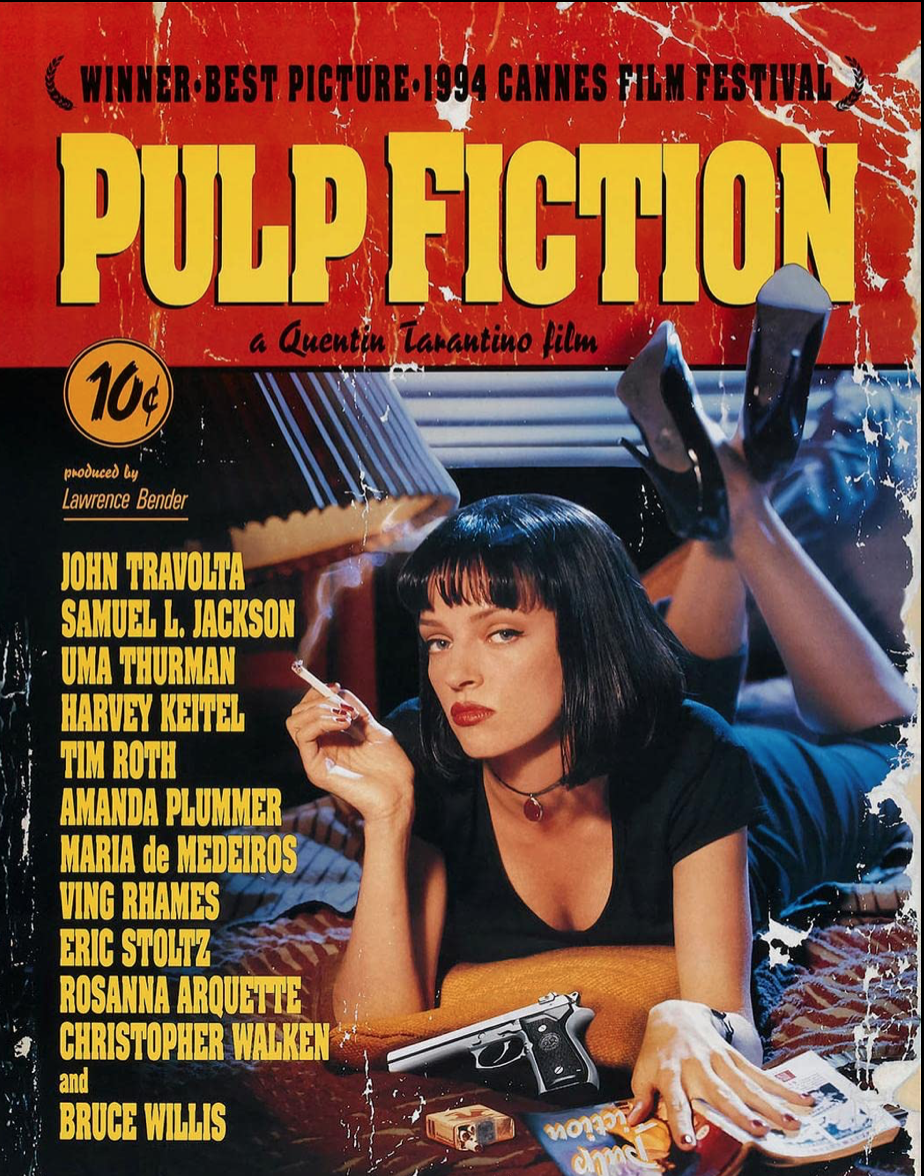 WINNER·BEST PICTURE·1994 CANNES FILM FESTIVAL
PULP FICTION
a Quentin Tarantino film
10¢
produced by
Lawrence Bender
JOHN TRAVOLTA
SAMUEL L. JACKSON
UMA THURMAN
HARVEY KEITEL
TIM ROTH
AMANDA PLUMMER
MARIA de MEDEIROS
VING RHAMES
ERIC STOLTZ
ROSANNA ARQUETTE
CHRISTOPHER WALKEN
and
BRUCE WILLIS
Pulp
Fiction